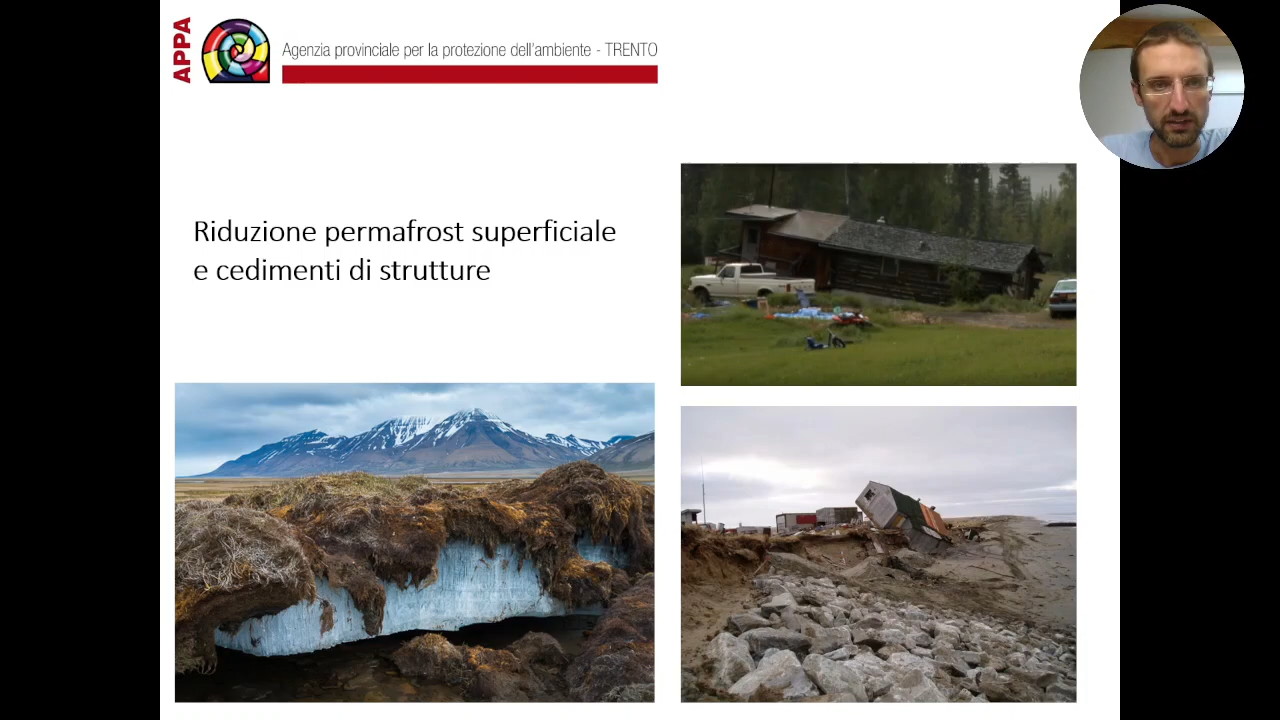 APPA
Agenzia provinciale per la protezione dell'ambiente - TRENTO
Riduzione permafrost superficiale
e cedimenti di strutture